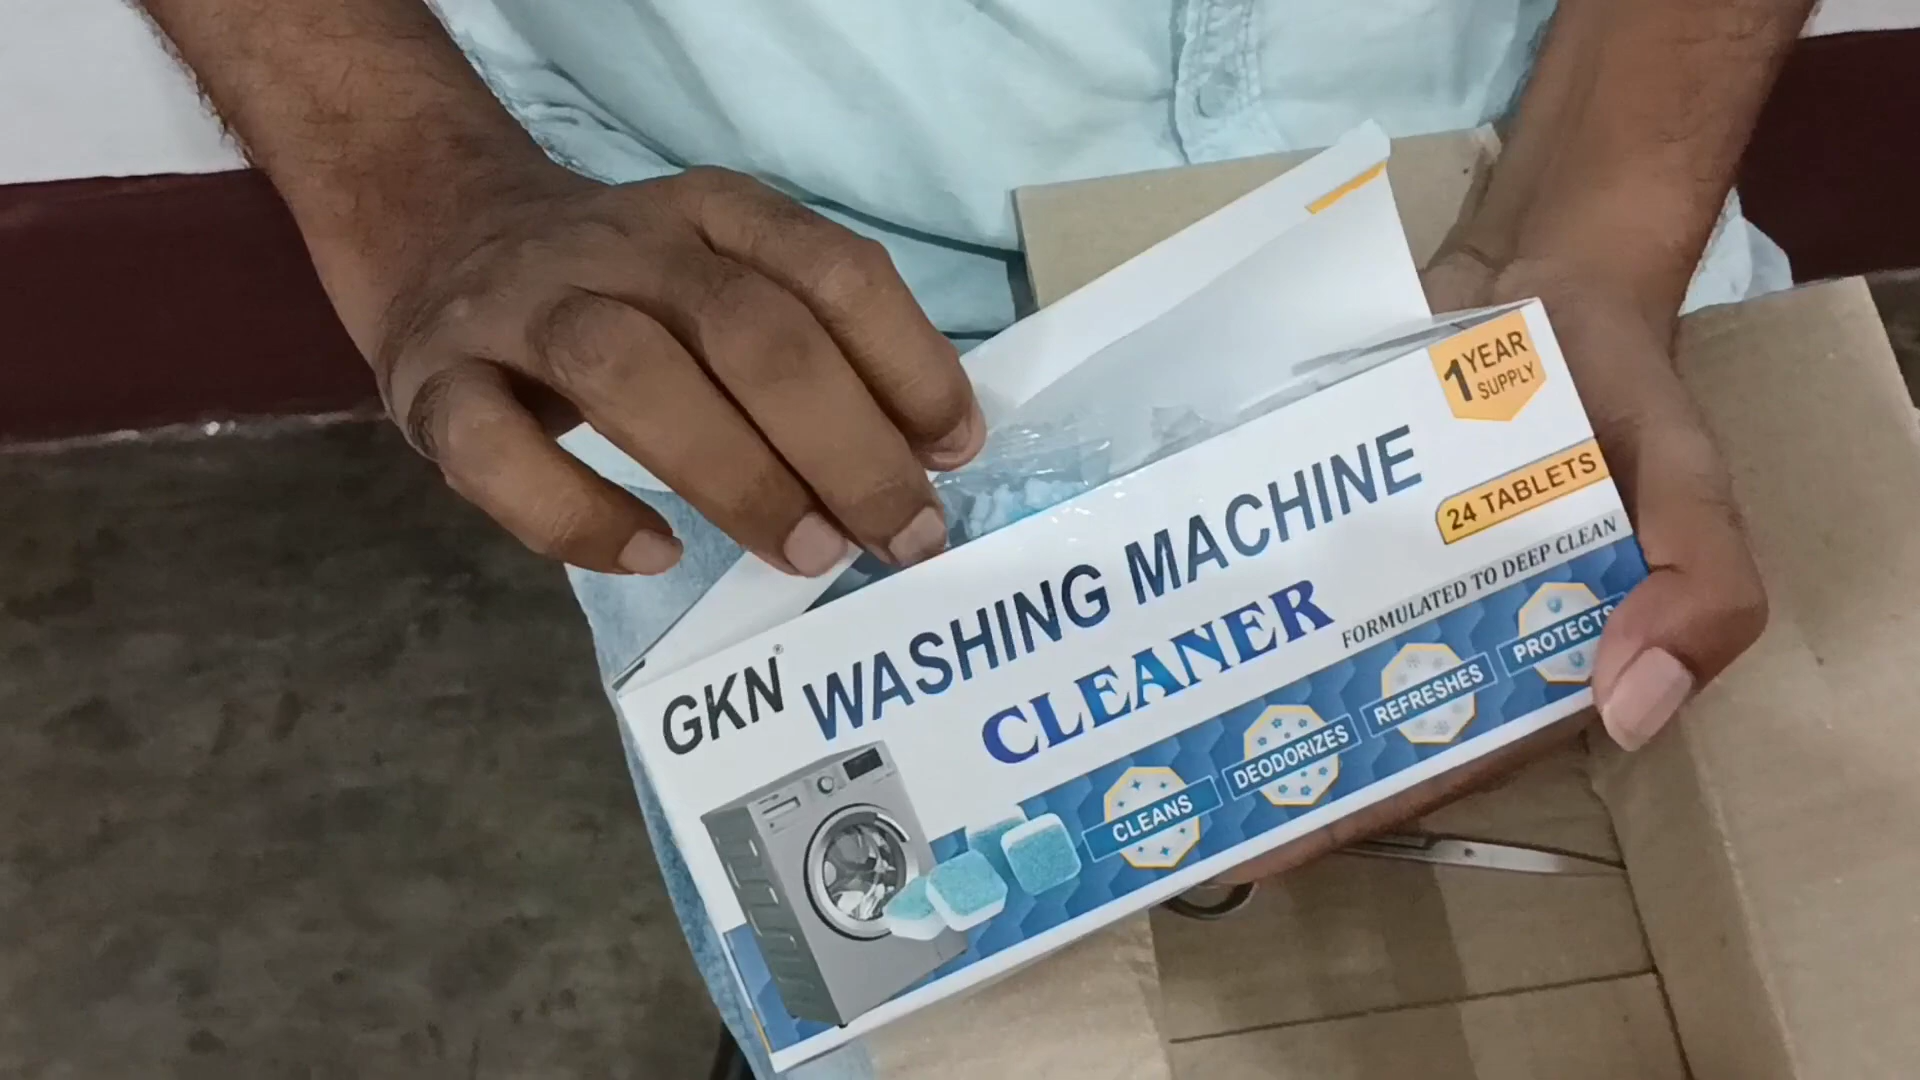 1 YEAR
SUPPLY
24 TABLETS
GKN® WASHING MACHINE
CLEANER
FORMULATED TO DEEP CLEAN
CLEANS
DEODORIZES
REFRESHES
PROTECTS